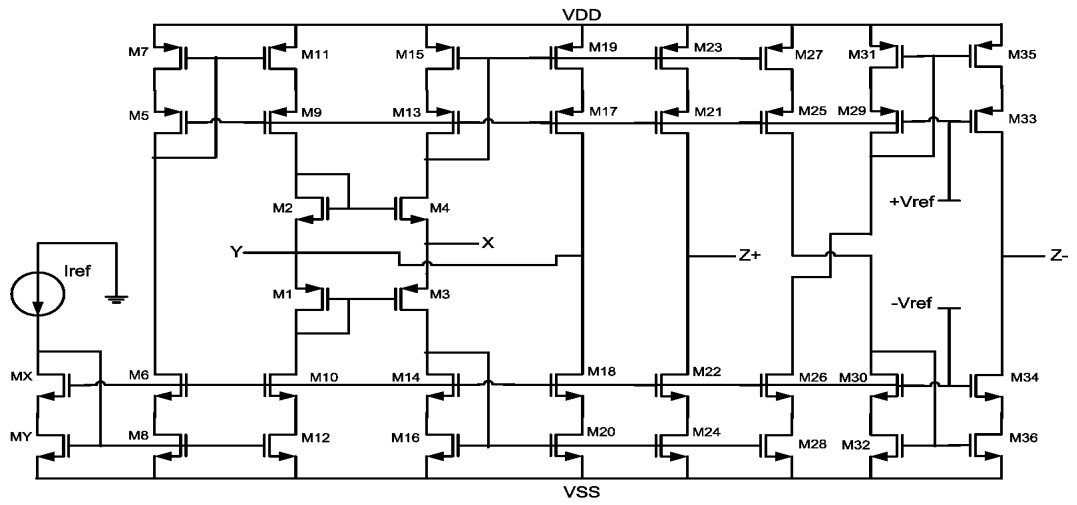 VDD
M7 M11 M15 M19 M23 M27 M31 M35
M5 M9 M13 M17 M21 M25 M29 M33
M2 M4 +Vref
Y X Z+ Z-
Iref M1 M3 -Vref
MX M6 M10 M14 M18 M22 M26 M30 M34
MY M8 M12 M16 M20 M24 M28 M32 M36
VSS